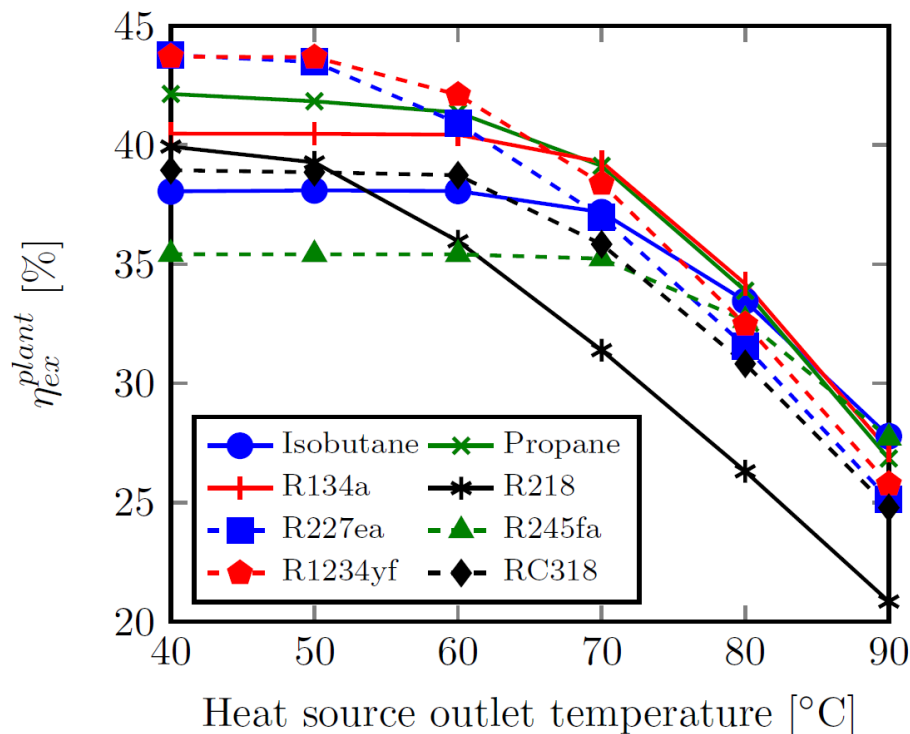 45
40
35
30
25
20
η_ex^plant [%]
Isobutane Propane
R134a R218
R227ea R245fa
R1234yf RC318
40 50 60 70 80 90
Heat source outlet temperature [°C]